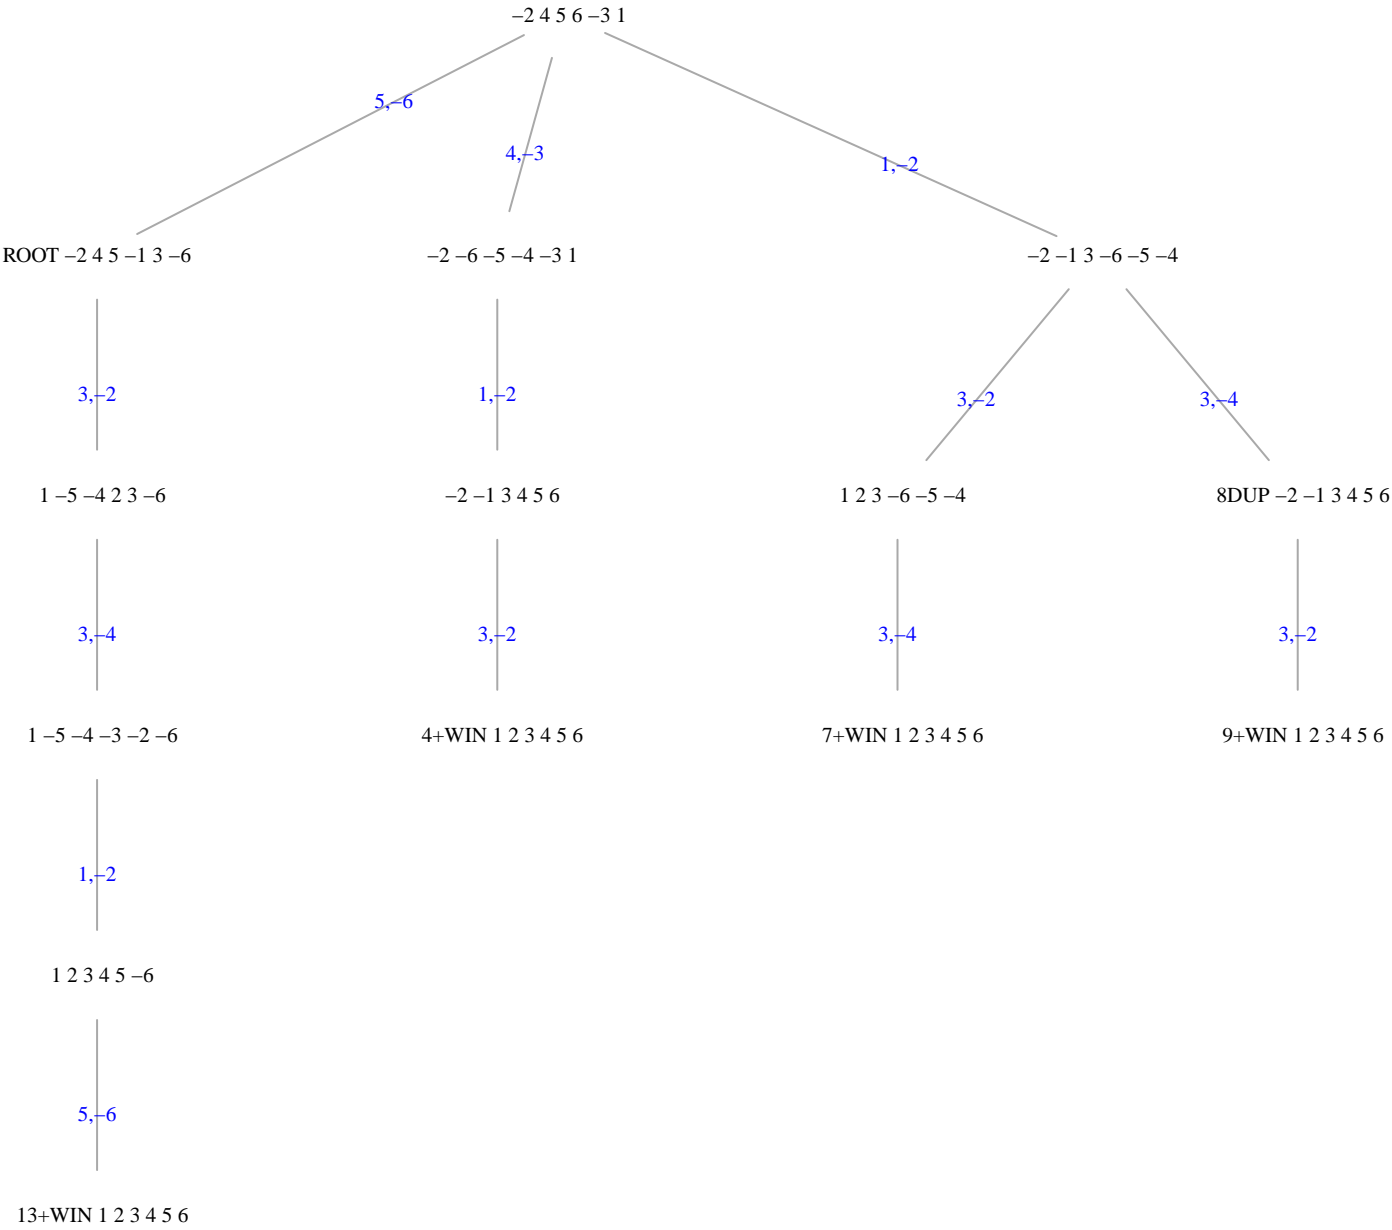 −2 4 5 6 −3 1
5,−6
4,−3
1,−2
ROOT −2 4 5 −1 3 −6
−2 −6 −5 −4 −3 1
−2 −1 3 −6 −5 −4
3,−2
1,−2
3,−2
3,−4
1 −5 −4 2 3 −6
−2 −1 3 4 5 6
1 2 3 −6 −5 −4
8DUP −2 −1 3 4 5 6
3,−4
3,−2
3,−4
3,−2
1 −5 −4 −3 −2 −6
4+WIN 1 2 3 4 5 6
7+WIN 1 2 3 4 5 6
9+WIN 1 2 3 4 5 6
1,−2
1 2 3 4 5 −6
5,−6
13+WIN 1 2 3 4 5 6